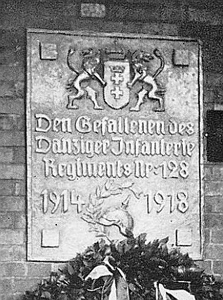 Den Gefallenen des
Danziger Infanterie
Regiments Nr 128
1914 1918